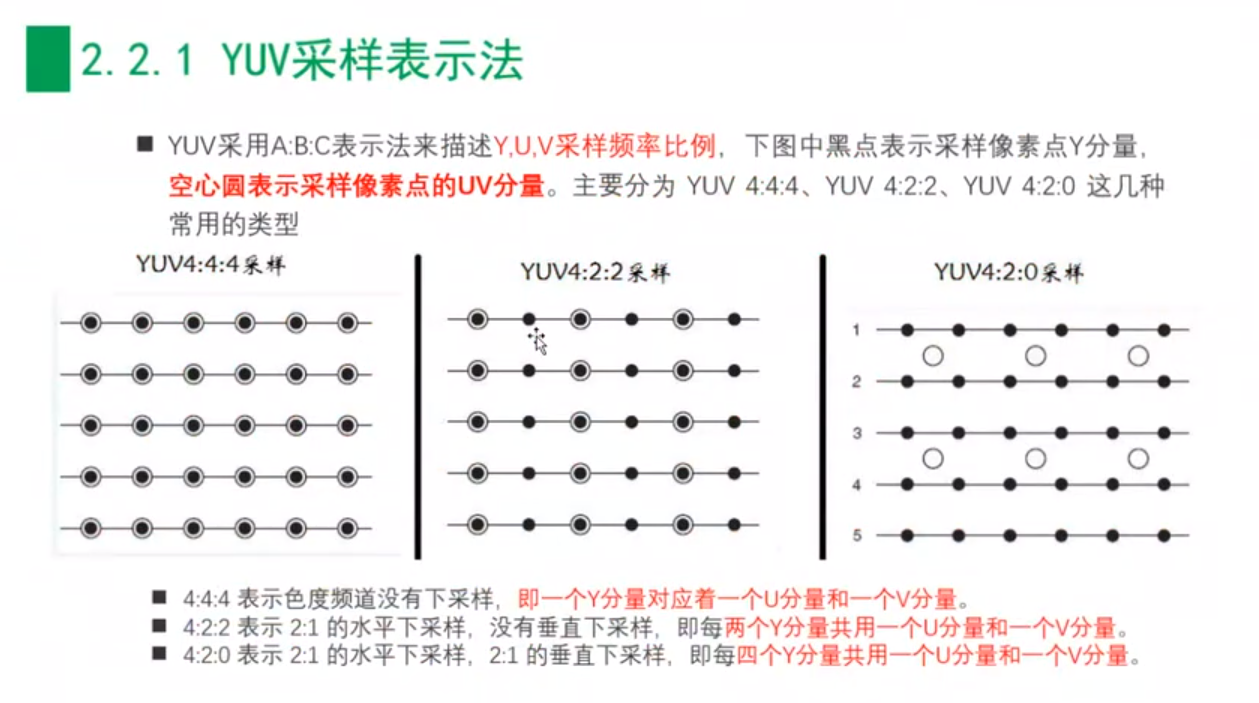 2.2.1 YUV采样表示法
■ YUV采用A:B:C表示法来描述Y,U,V采样频率比例，下图中黑点表示采样像素点Y分量，
空心圆表示采样像素点的UV分量。主要分为 YUV 4:4:4、YUV 4:2:2、YUV 4:2:0 这几种
常用的类型
YUV4:4:4采样
YUV4:2:2采样
YUV4:2:0采样
1
2
3
4
5
■ 4:4:4 表示色度频道没有下采样，即一个Y分量对应着一个U分量和一个V分量。
■ 4:2:2 表示 2:1 的水平下采样，没有垂直下采样，即每两个Y分量共用一个U分量和一个V分量。
■ 4:2:0 表示 2:1 的水平下采样，2:1 的垂直下采样，即每四个Y分量共用一个U分量和一个V分量。